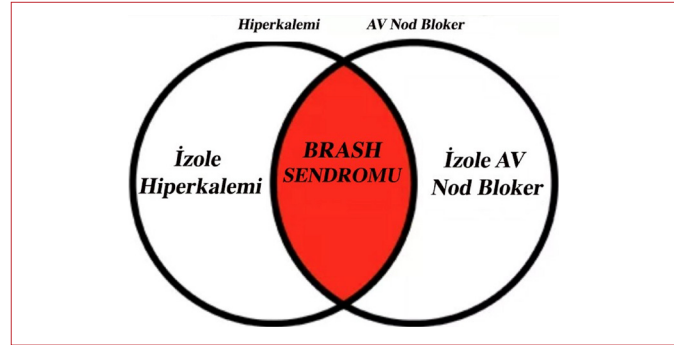 Hiperkalemi
AV Nod Bloker
İzole
Hiperkalemi
BRASH
SENDROMU
İzole AV
Nod Bloker